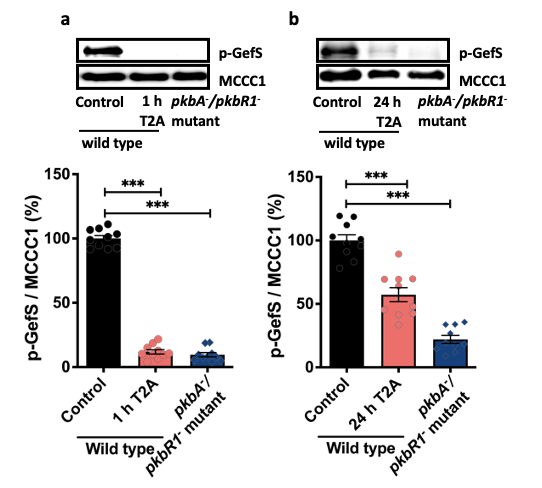 a
p-GefS
MCCC1
Control 1 h pkbA-/pkbR1-
T2A mutant
wild type
150
100
50
0
p-GefS / MCCC1 (%)
***
***
Control
1 h T2A
pkbA-/
pkbR1- mutant
Wild type
b
p-GefS
MCCC1
Control 24 h pkbA-/pkbR1-
T2A mutant
wild type
150
100
50
0
p-GefS / MCCC1 (%)
***
***
Control
24 h T2A
pkbA-/
pkbR1- mutant
Wild type